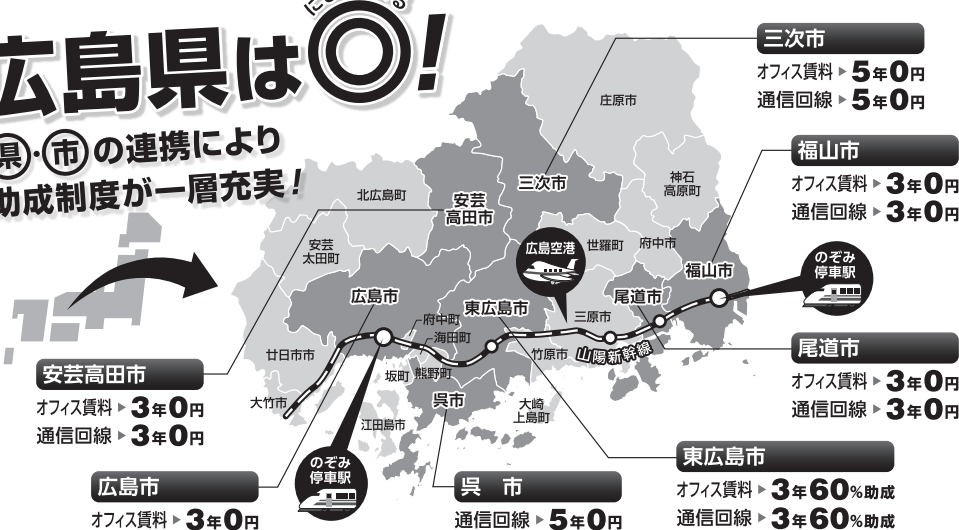 広島県は◎!
県・市の連携により
助成制度が一層充実!
三次市
オフィス賃料▶5年0円
通信回線▶5年0円
福山市
オフィス賃料▶3年0円
通信回線▶3年0円
のぞみ
停車駅
尾道市
オフィス賃料▶3年0円
通信回線▶3年0円
東広島市
オフィス賃料▶3年60%助成
通信回線▶3年60%助成
呉 市
通信回線▶5年0円
のぞみ
停車駅
広島市
オフィス賃料▶3年0円
安芸高田市
オフィス賃料▶3年0円
通信回線▶3年0円
庄原市
三次市
神石
高原町
北広島町
安芸
高田市
安芸
太田町
広島空港
世羅町
府中市
福山市
広島市
東広島市
尾道市
三原市
府中町
海田町
山陽新幹線
竹原市
廿日市市
坂町
熊野町
大竹市
呉市
大崎
上島町
江田島市